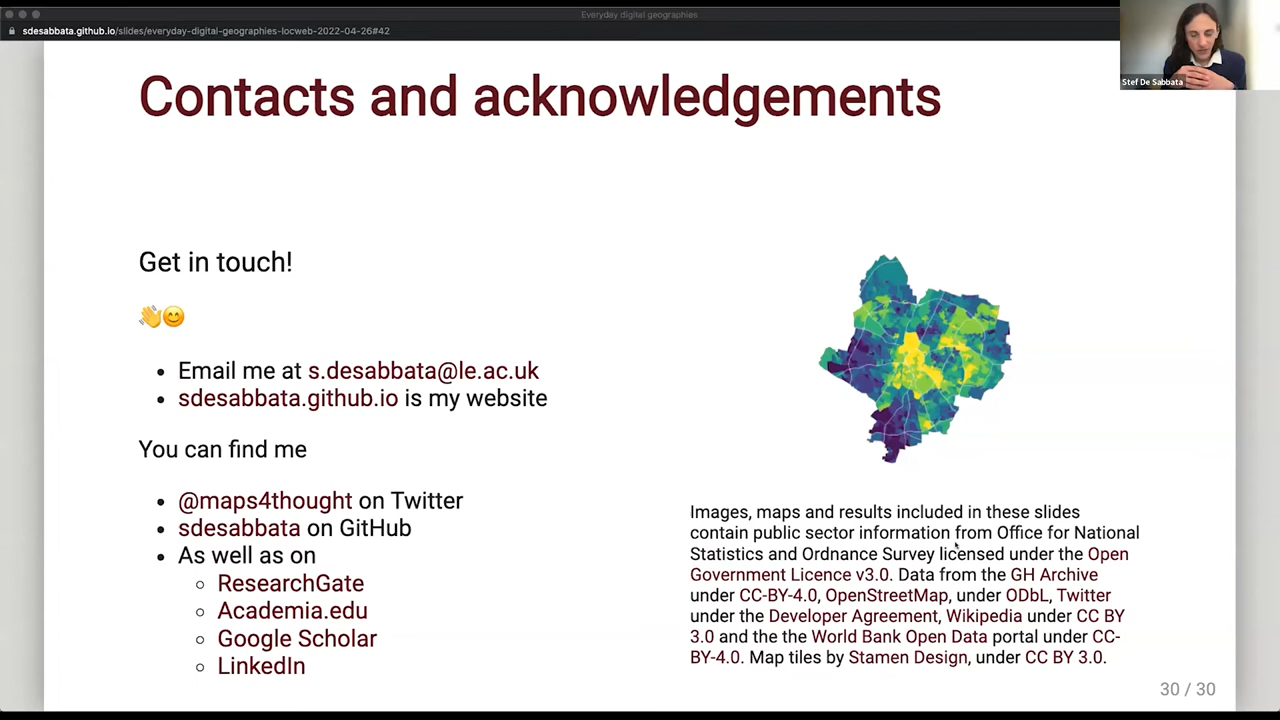 Everyday digital geographies
sdesabbata.github.io/slides/everyday-digital-geographies-locweb-2022-04-26#42
Stef De Sabbata
Contacts and acknowledgements
Get in touch!
👋😊
• Email me at s.desabbata@le.ac.uk
• sdesabbata.github.io is my website
You can find me
• @maps4thought on Twitter
• sdesabbata on GitHub
• As well as on
○ ResearchGate
○ Academia.edu
○ Google Scholar
○ LinkedIn
Images, maps and results included in these slides
contain public sector information from Office for National
Statistics and Ordnance Survey licensed under the Open
Government Licence v3.0. Data from the GH Archive
under CC-BY-4.0, OpenStreetMap, under ODbL, Twitter
under the Developer Agreement, Wikipedia under CC BY
3.0 and the the World Bank Open Data portal under CC-
BY-4.0. Map tiles by Stamen Design, under CC BY 3.0.
30 / 30